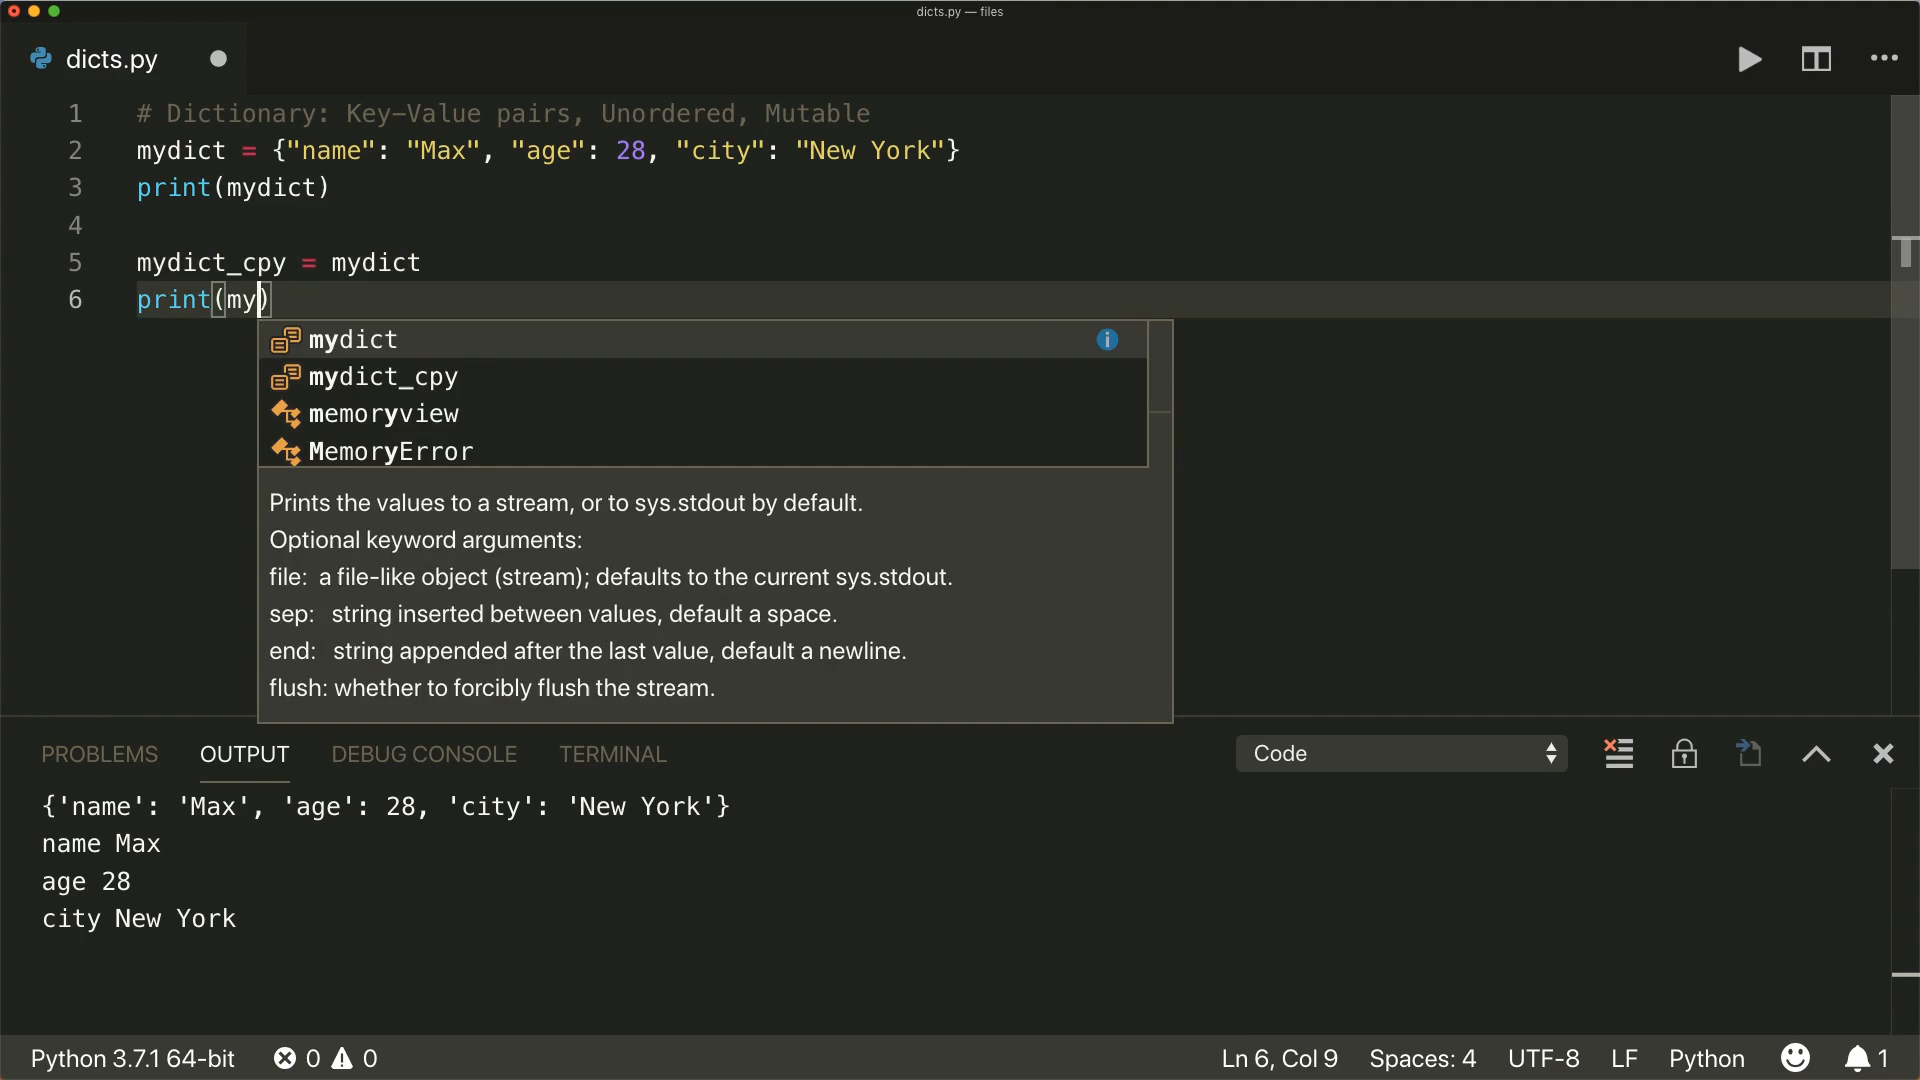 dicts.py — files
dicts.py
1 # Dictionary: Key-Value pairs, Unordered, Mutable
2 mydict = {"name": "Max", "age": 28, "city": "New York"}
3 print(mydict)
4
5 mydict_cpy = mydict
6 print(my)
mydict
mydict_cpy
memoryview
MemoryError
Prints the values to a stream, or to sys.stdout by default.
Optional keyword arguments:
file: a file-like object (stream); defaults to the current sys.stdout.
sep: string inserted between values, default a space.
end: string appended after the last value, default a newline.
flush: whether to forcibly flush the stream.
PROBLEMS OUTPUT DEBUG CONSOLE TERMINAL Code
{'name': 'Max', 'age': 28, 'city': 'New York'}
name Max
age 28
city New York
Python 3.7.1 64-bit 0 0 Ln 6, Col 9 Spaces: 4 UTF-8 LF Python 1